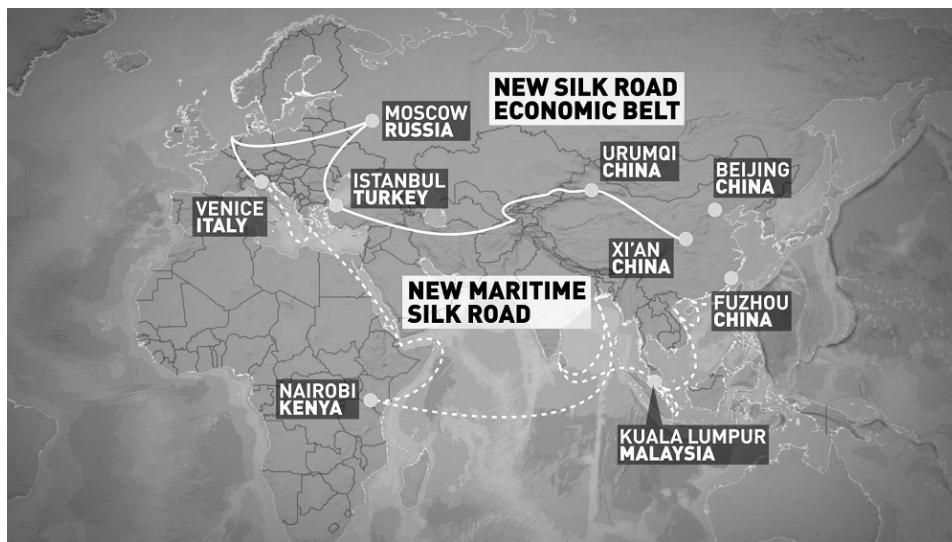 NEW SILK ROAD
ECONOMIC BELT
MOSCOW
RUSSIA
URUMQI
CHINA
BEIJING
CHINA
ISTANBUL
TURKEY
VENICE
ITALY
XI'AN
CHINA
NEW MARITIME
SILK ROAD
FUZHOU
CHINA
NAIROBI
KENYA
KUALA LUMPUR
MALAYSIA